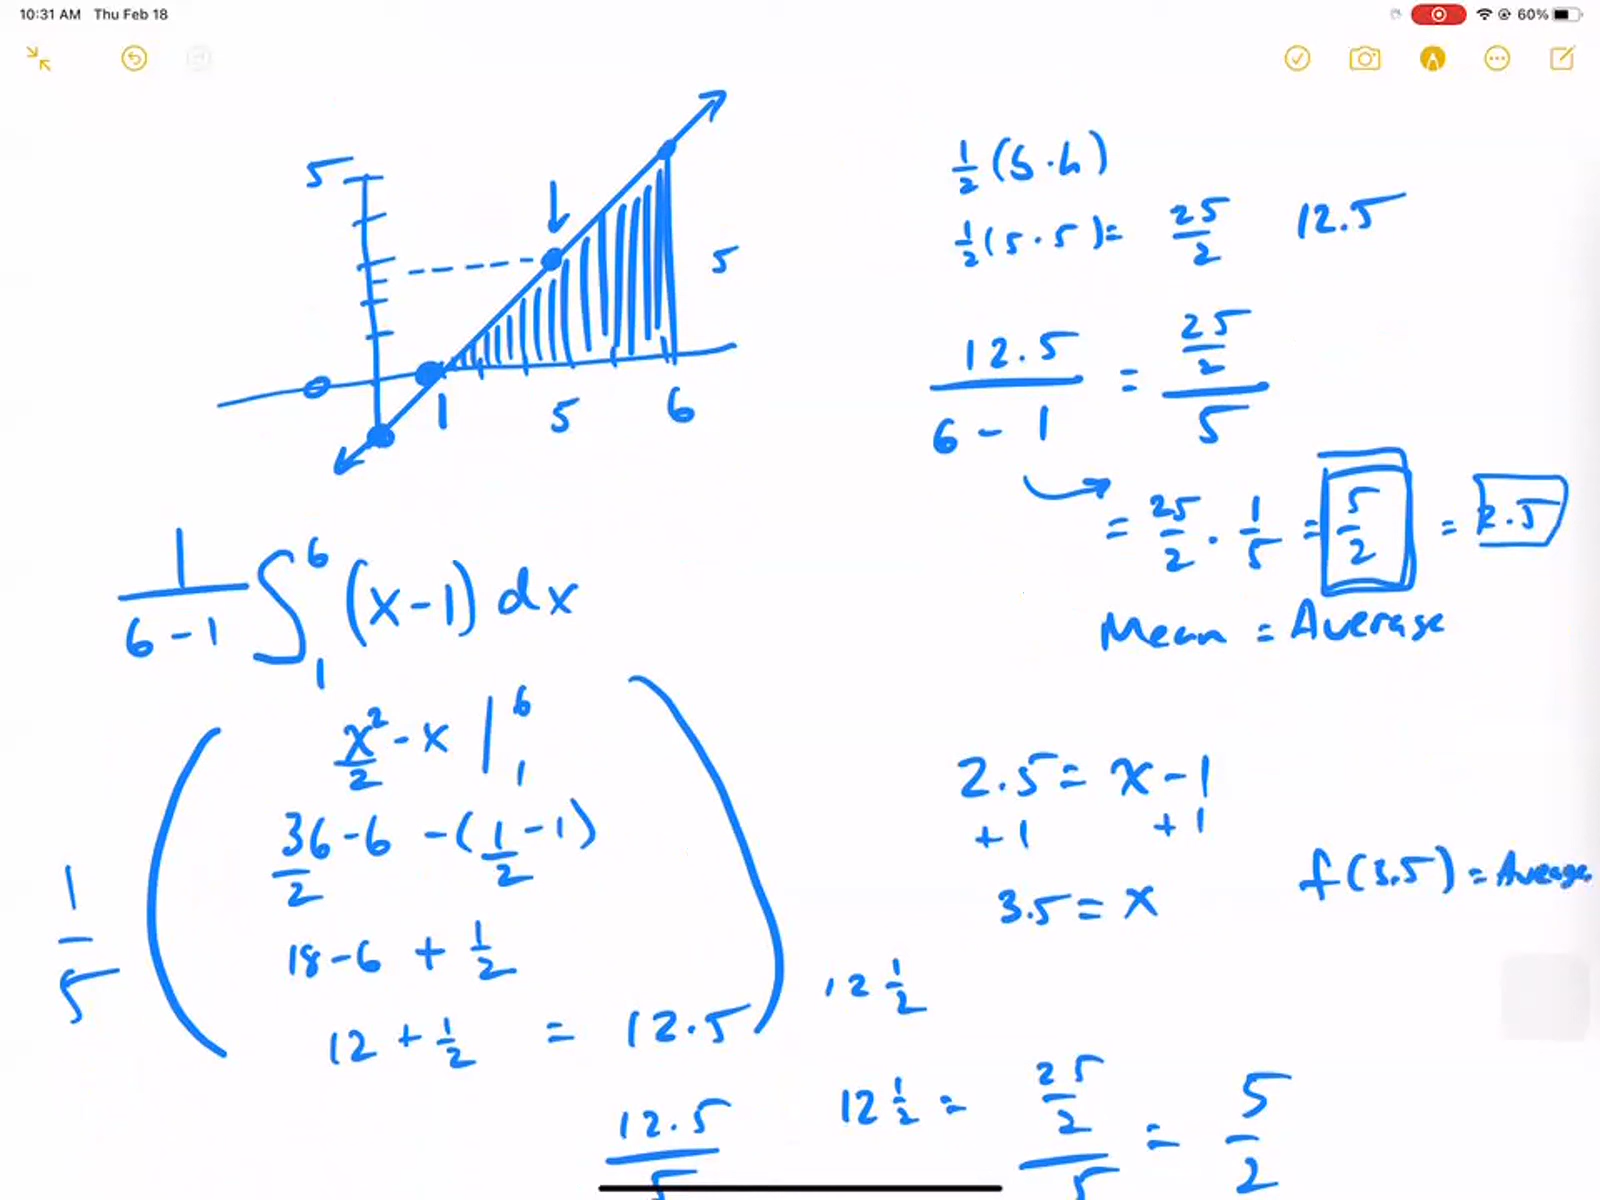 10:31 AM Thu Feb 18
60%
5
5
1 5 6
1/2 (b·h)
1/2 (5·5) = 25/2 12.5
12.5/(6-1) = (25/2)/5
= 25/2 · 1/5 = 5/2 = 2.5
Mean = Average
1/(6-1) ∫₁⁶ (x-1) dx
x²/2 - x |₁⁶
36/2 - 6 - (1/2 - 1)
1/5
18 - 6 + 1/2
12 + 1/2 = 12.5
12.5/5
2.5 = x - 1
+1 +1
3.5 = x
f(3.5) = Average
12 1/2
12 1/2 = (25/2)/5 = 5/2